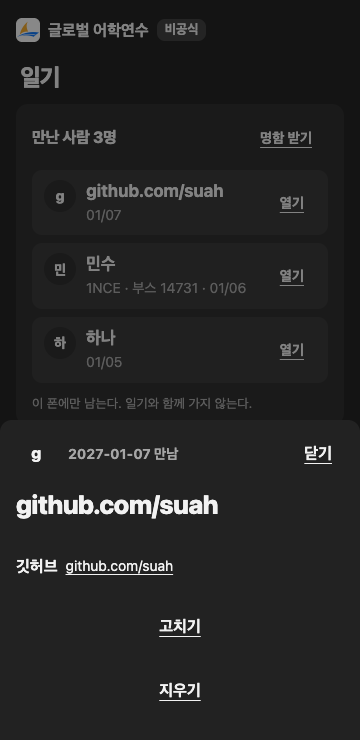 글로벌 어학연수 비공식
일기
만난 사람 3명 명함 받기
g github.com/suah 열기
01/07
민 민수 열기
1NCE · 부스 14731 · 01/06
하 하나 열기
01/05
이 폰에만 남는다. 일기와 함께 가지 않는다.
g 2027-01-07 만남 닫기
github.com/suah
깃허브 github.com/suah
고치기
지우기